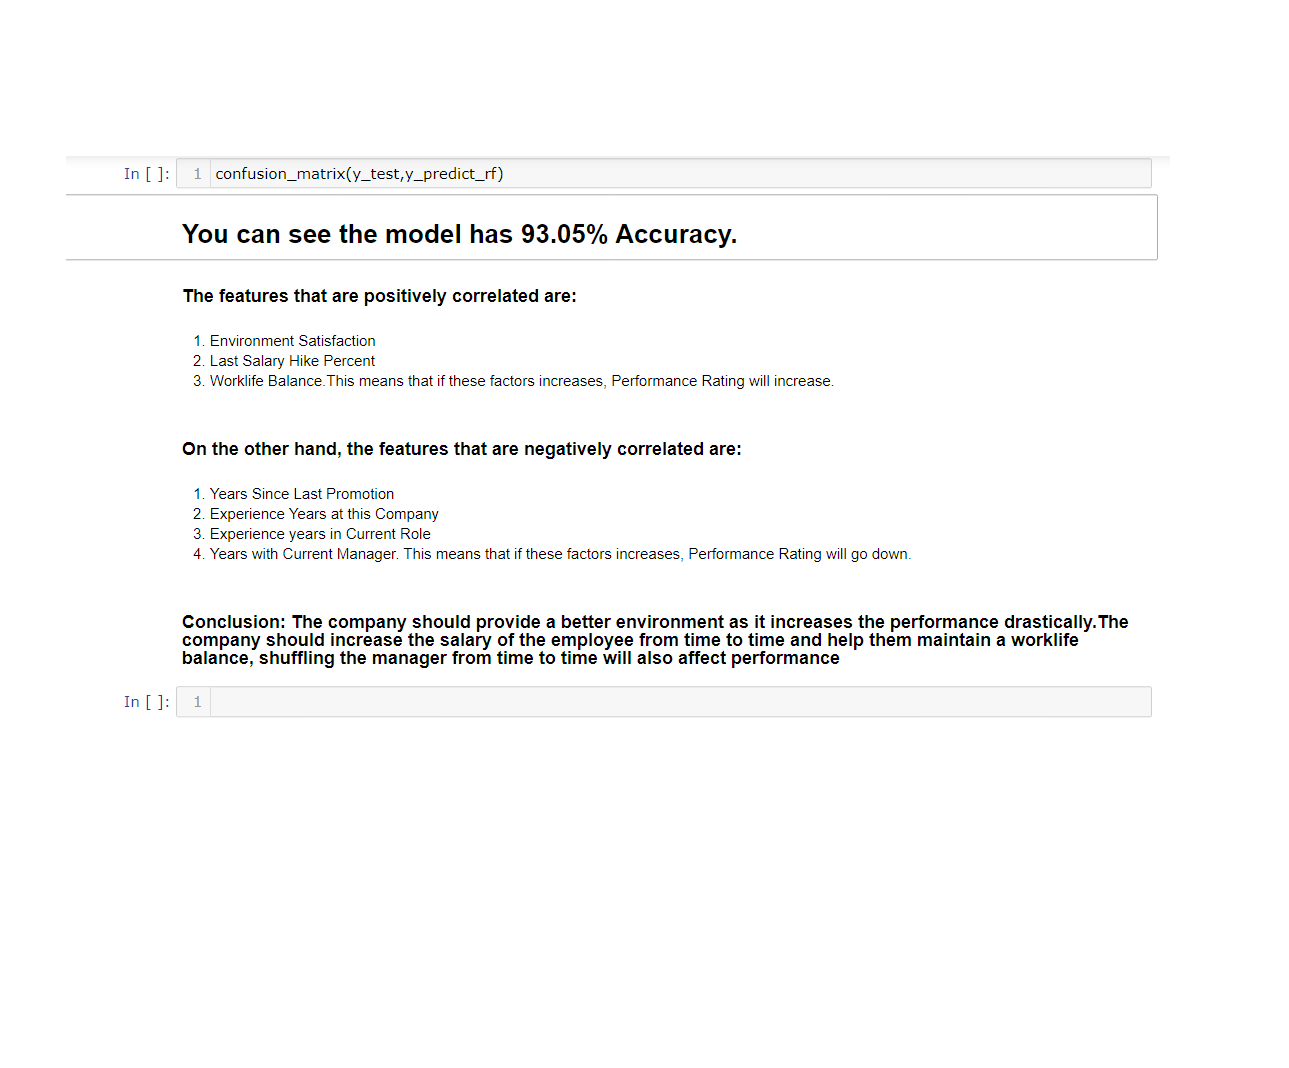 In [ ]: 1 confusion_matrix(y_test,y_predict_rf)
You can see the model has 93.05% Accuracy.
The features that are positively correlated are:
1. Environment Satisfaction
2. Last Salary Hike Percent
3. Worklife Balance.This means that if these factors increases, Performance Rating will increase.
On the other hand, the features that are negatively correlated are:
1. Years Since Last Promotion
2. Experience Years at this Company
3. Experience years in Current Role
4. Years with Current Manager. This means that if these factors increases, Performance Rating will go down.
Conclusion: The company should provide a better environment as it increases the performance drastically.The
company should increase the salary of the employee from time to time and help them maintain a worklife
balance, shuffling the manager from time to time will also affect performance
In [ ]: 1